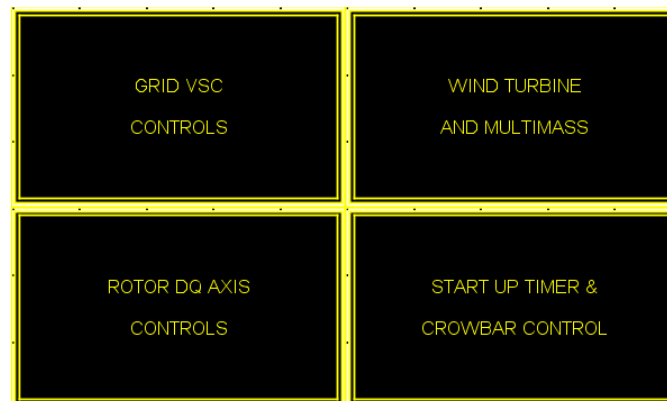 GRID VSC
CONTROLS
WIND TURBINE
AND MULTIMASS
ROTOR DQ AXIS
CONTROLS
START UP TIMER &
CROWBAR CONTROL